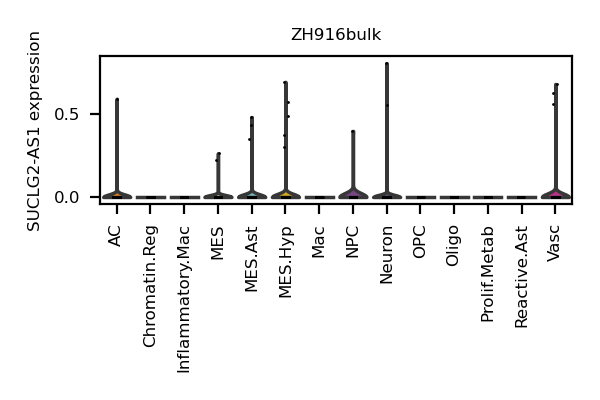 ZH916bulk
SUCLG2-AS1 expression
0.5
0.0
AC
Chromatin.Reg
Inflammatory.Mac
MES
MES.Ast
MES.Hyp
Mac
NPC
Neuron
OPC
Oligo
Prolif.Metab
Reactive.Ast
Vasc